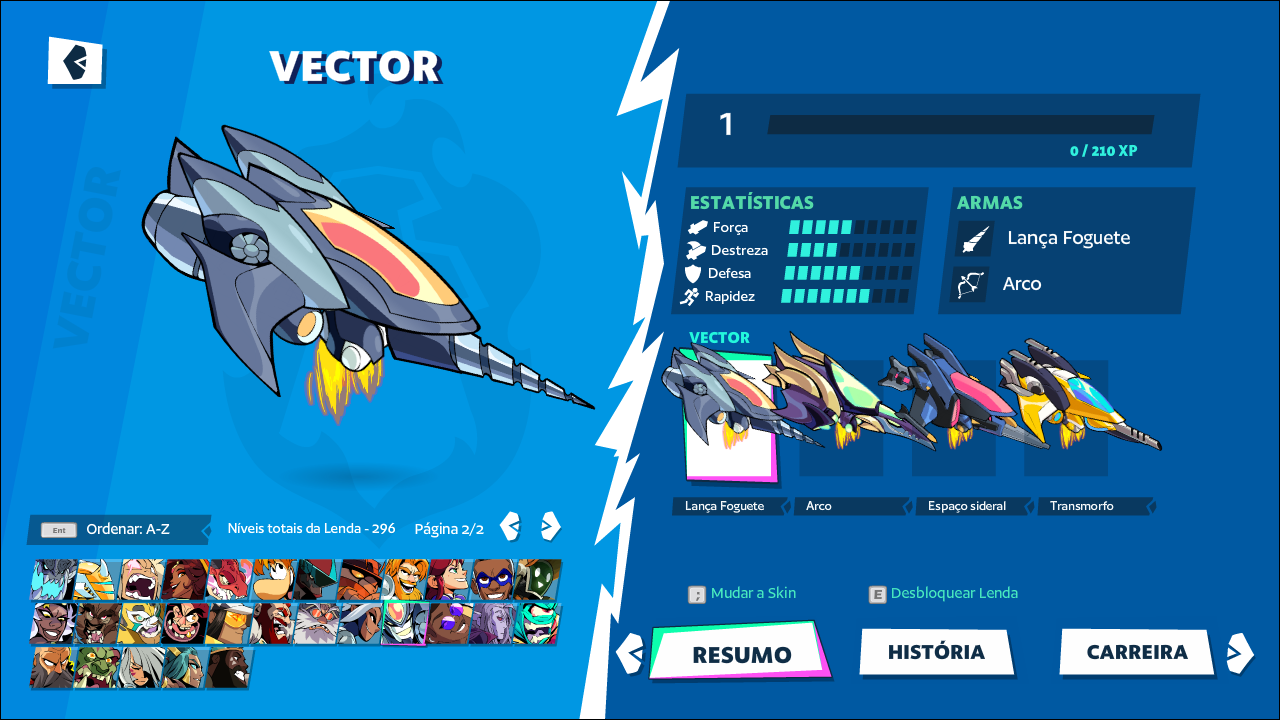 VECTOR
VECTOR
1
0 / 210 XP
ESTATÍSTICAS
Força
Destreza
Defesa
Rapidez
ARMAS
Lança Foguete
Arco
VECTOR
Lança Foguete
Arco
Espaço sideral
Transmorfo
Ent
Ordenar: A-Z
Níveis totais da Lenda - 296
Página 2/2
; Mudar a Skin
E Desbloquear Lenda
RESUMO
HISTÓRIA
CARREIRA